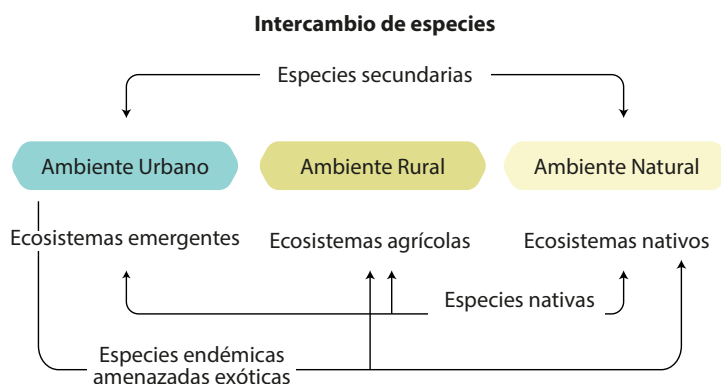 Intercambio de especies
Especies secundarias
Ambiente Urbano
Ambiente Rural
Ambiente Natural
Ecosistemas emergentes
Ecosistemas agrícolas
Ecosistemas nativos
Especies nativas
Especies endémicas
amenazadas exóticas